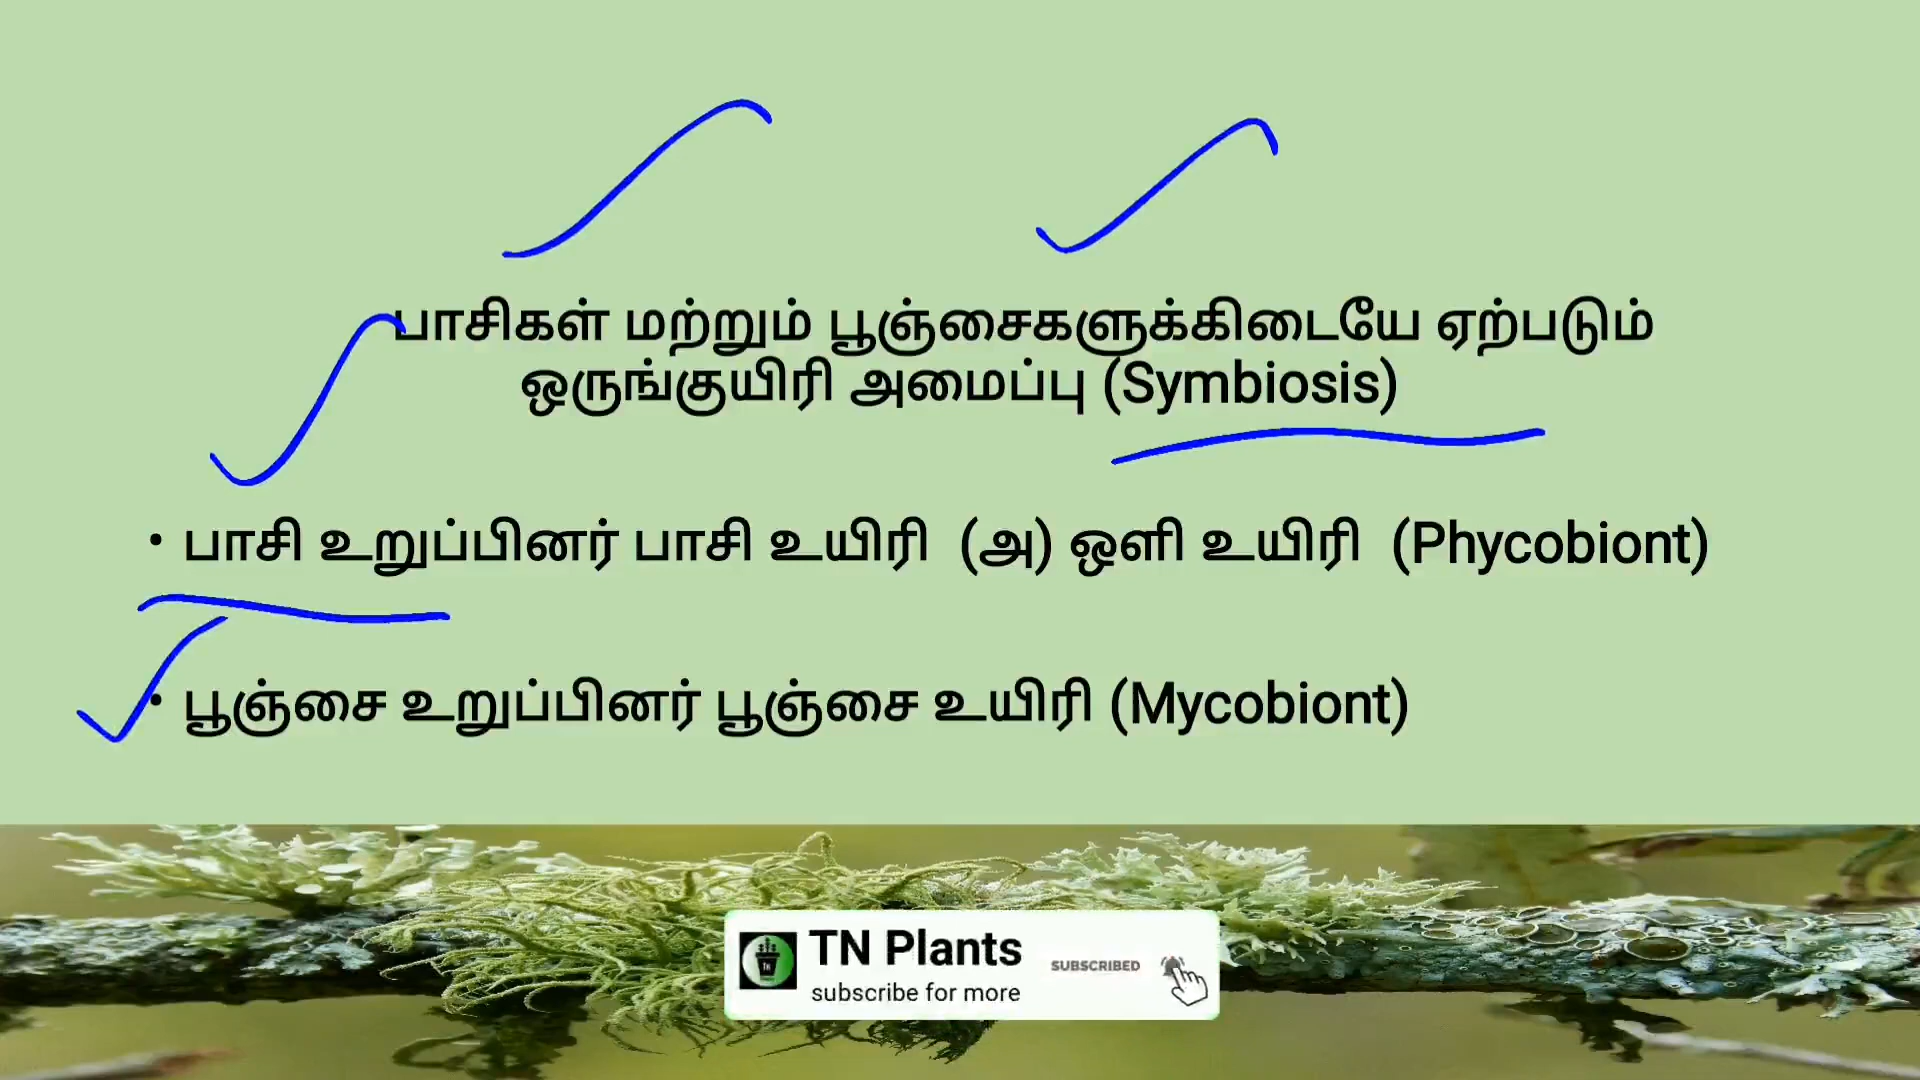 பாசிகள் மற்றும் பூஞ்சைகளுக்கிடையே ஏற்படும்
ஒருங்குயிரி அமைப்பு (Symbiosis)
• பாசி உறுப்பினர் பாசி உயிரி (அ) ஒளி உயிரி (Phycobiont)
• பூஞ்சை உறுப்பினர் பூஞ்சை உயிரி (Mycobiont)
TN Plants
subscribe for more
SUBSCRIBED